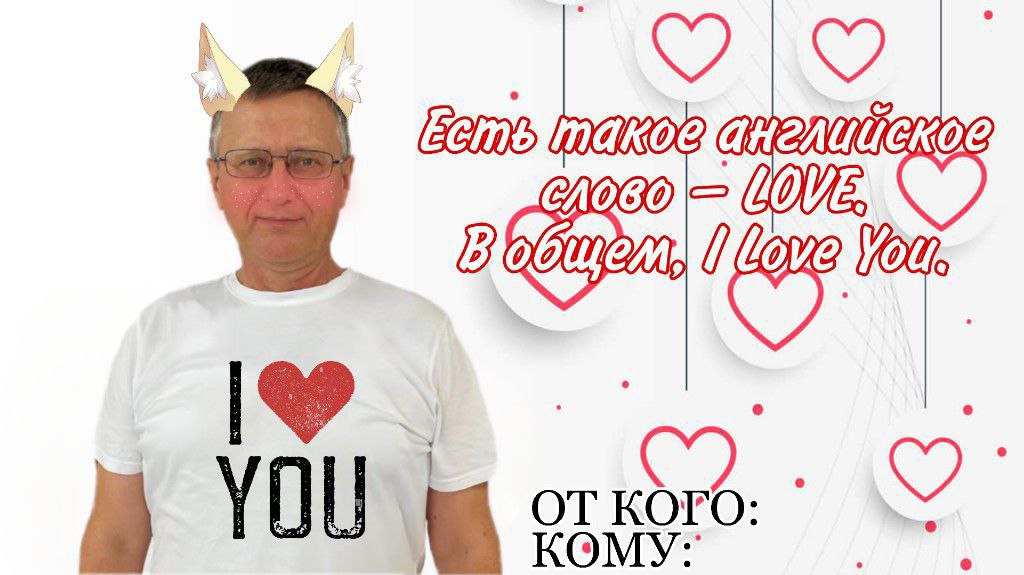 Есть такое английское
слово – LOVE.
В общем, I Love You.
I ♥
YOU
ОТ КОГО:
КОМУ: